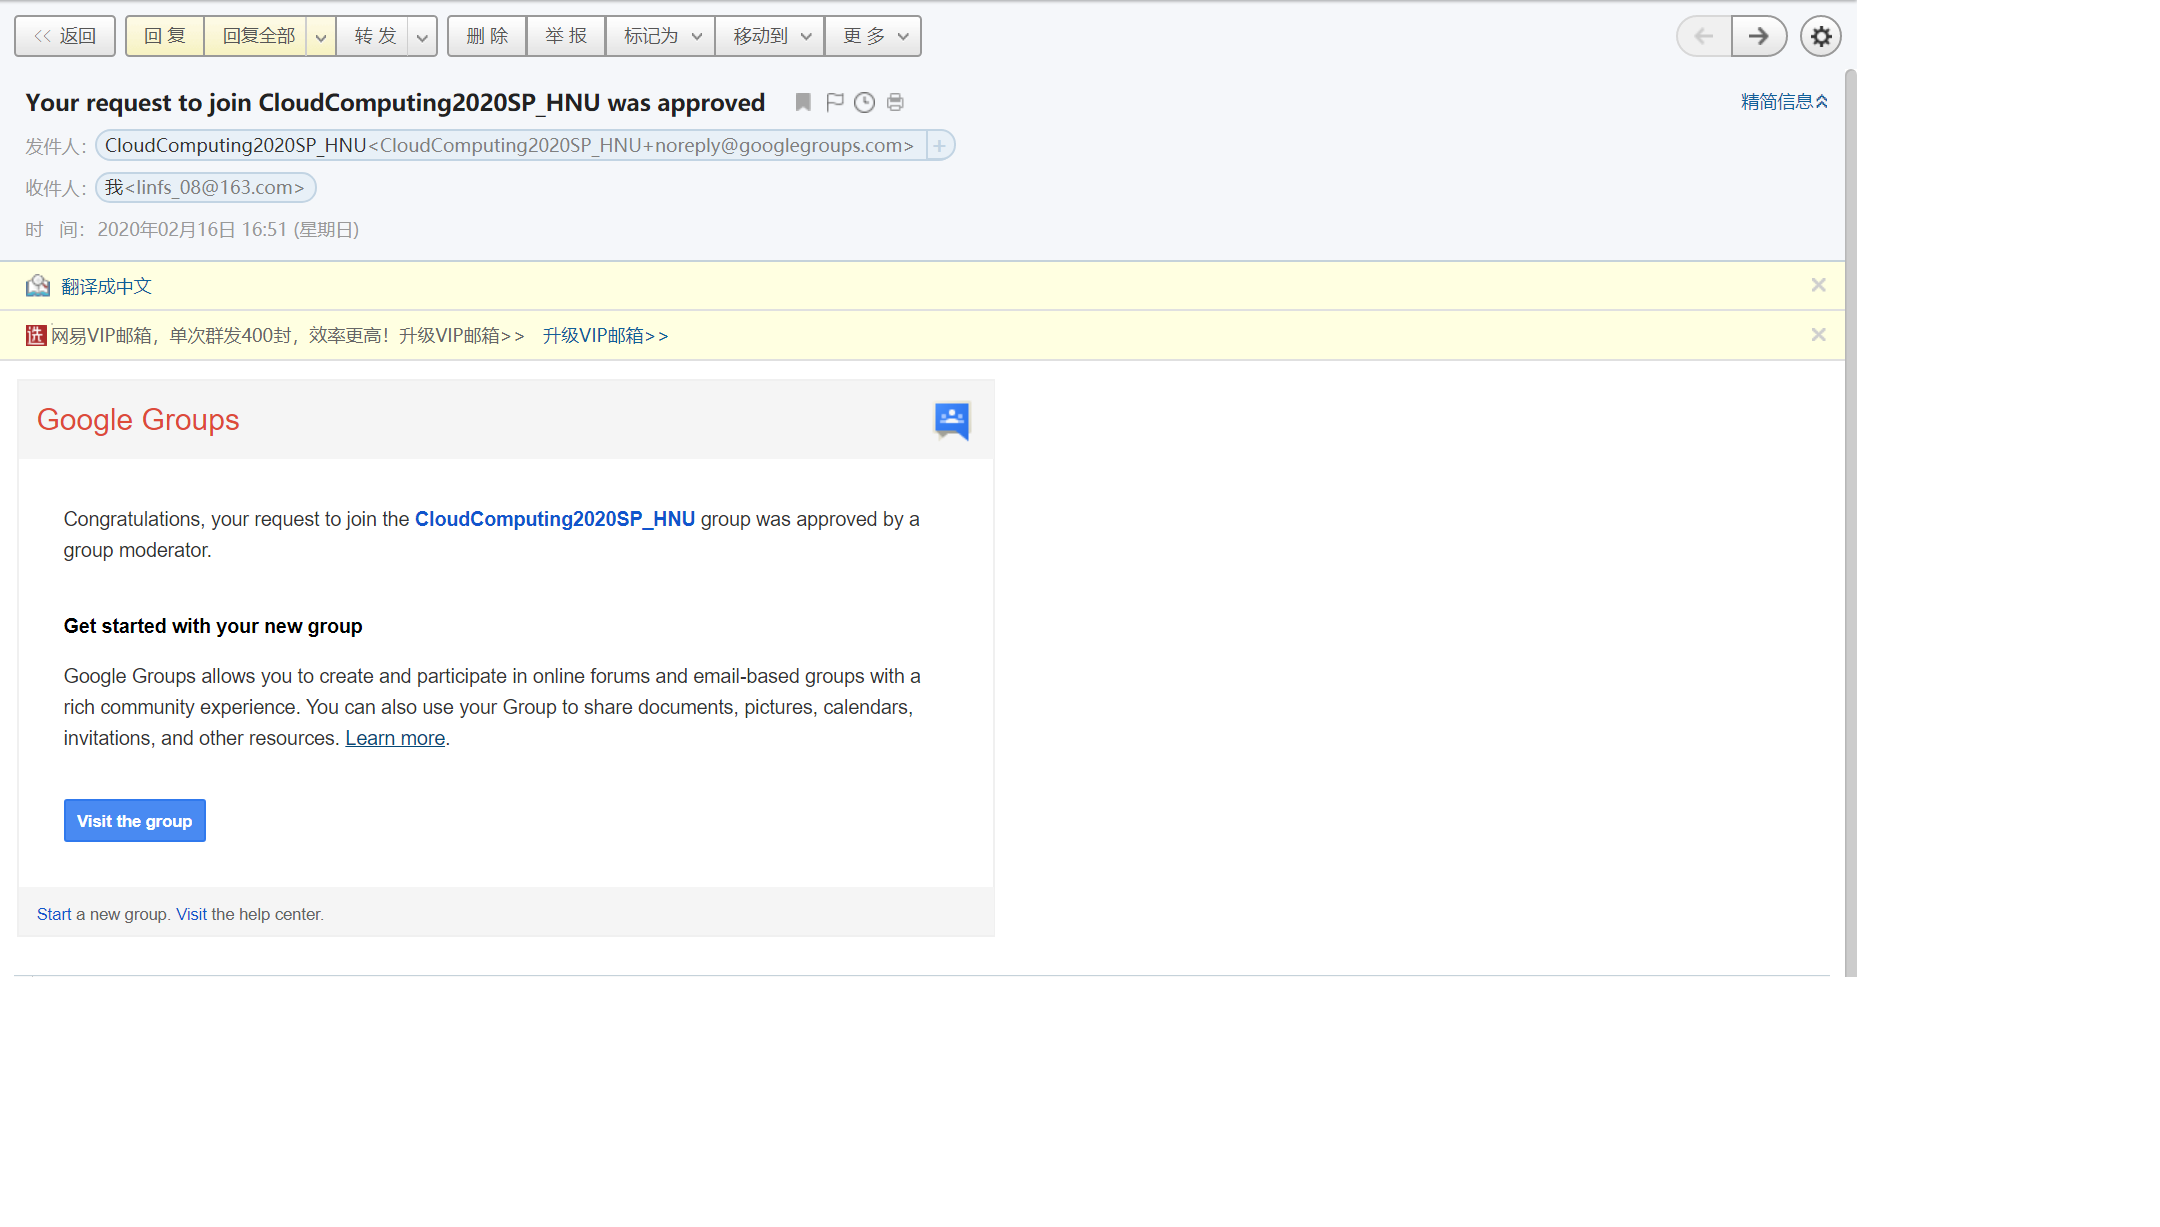 << 返回 回 复 回复全部 转 发 删 除 举 报 标记为 移动到 更 多
Your request to join CloudComputing2020SP_HNU was approved 精简信息
发件人： CloudComputing2020SP_HNU<CloudComputing2020SP_HNU+noreply@googlegroups.com> +
收件人： 我<linfs_08@163.com>
时 间： 2020年02月16日 16:51 (星期日)
翻译成中文
选 网易VIP邮箱，单次群发400封，效率更高！升级VIP邮箱>> 升级VIP邮箱>>
Google Groups
Congratulations, your request to join the CloudComputing2020SP_HNU group was approved by a
group moderator.
Get started with your new group
Google Groups allows you to create and participate in online forums and email-based groups with a
rich community experience. You can also use your Group to share documents, pictures, calendars,
invitations, and other resources. Learn more.
Visit the group
Start a new group. Visit the help center.